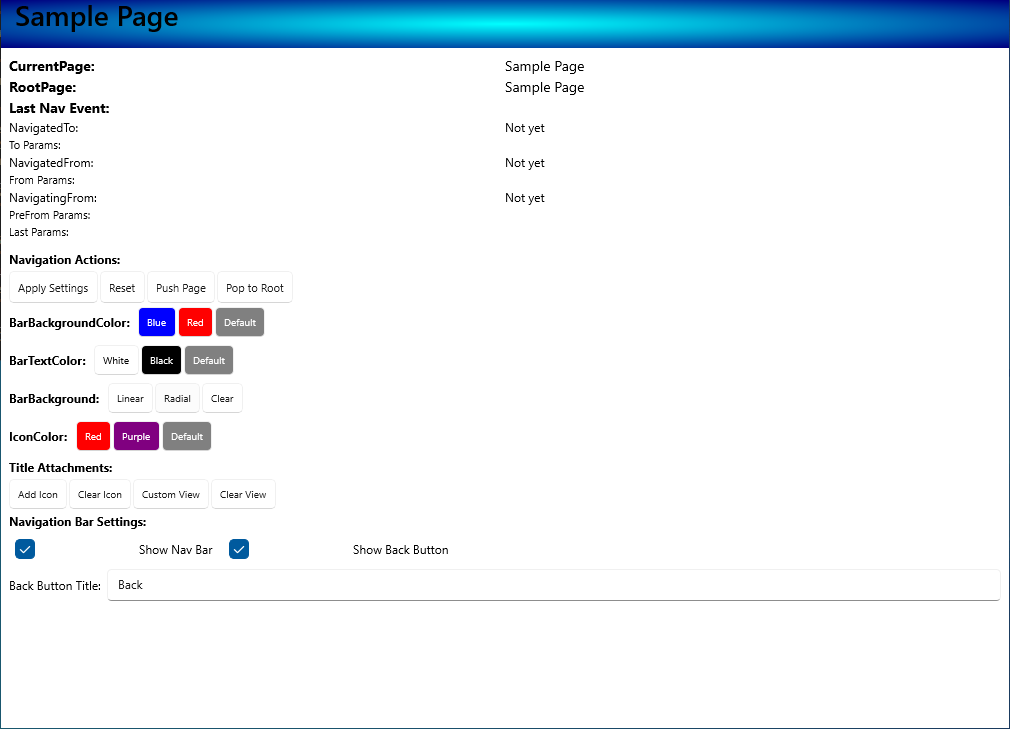 Sample Page
CurrentPage: Sample Page
RootPage: Sample Page
Last Nav Event:
NavigatedTo: Not yet
To Params:
NavigatedFrom: Not yet
From Params:
NavigatingFrom: Not yet
PreFrom Params:
Last Params:
Navigation Actions:
Apply Settings Reset Push Page Pop to Root
BarBackgroundColor: Blue Red Default
BarTextColor: White Black Default
BarBackground: Linear Radial Clear
IconColor: Red Purple Default
Title Attachments:
Add Icon Clear Icon Custom View Clear View
Navigation Bar Settings:
Show Nav Bar Show Back Button
Back Button Title: Back